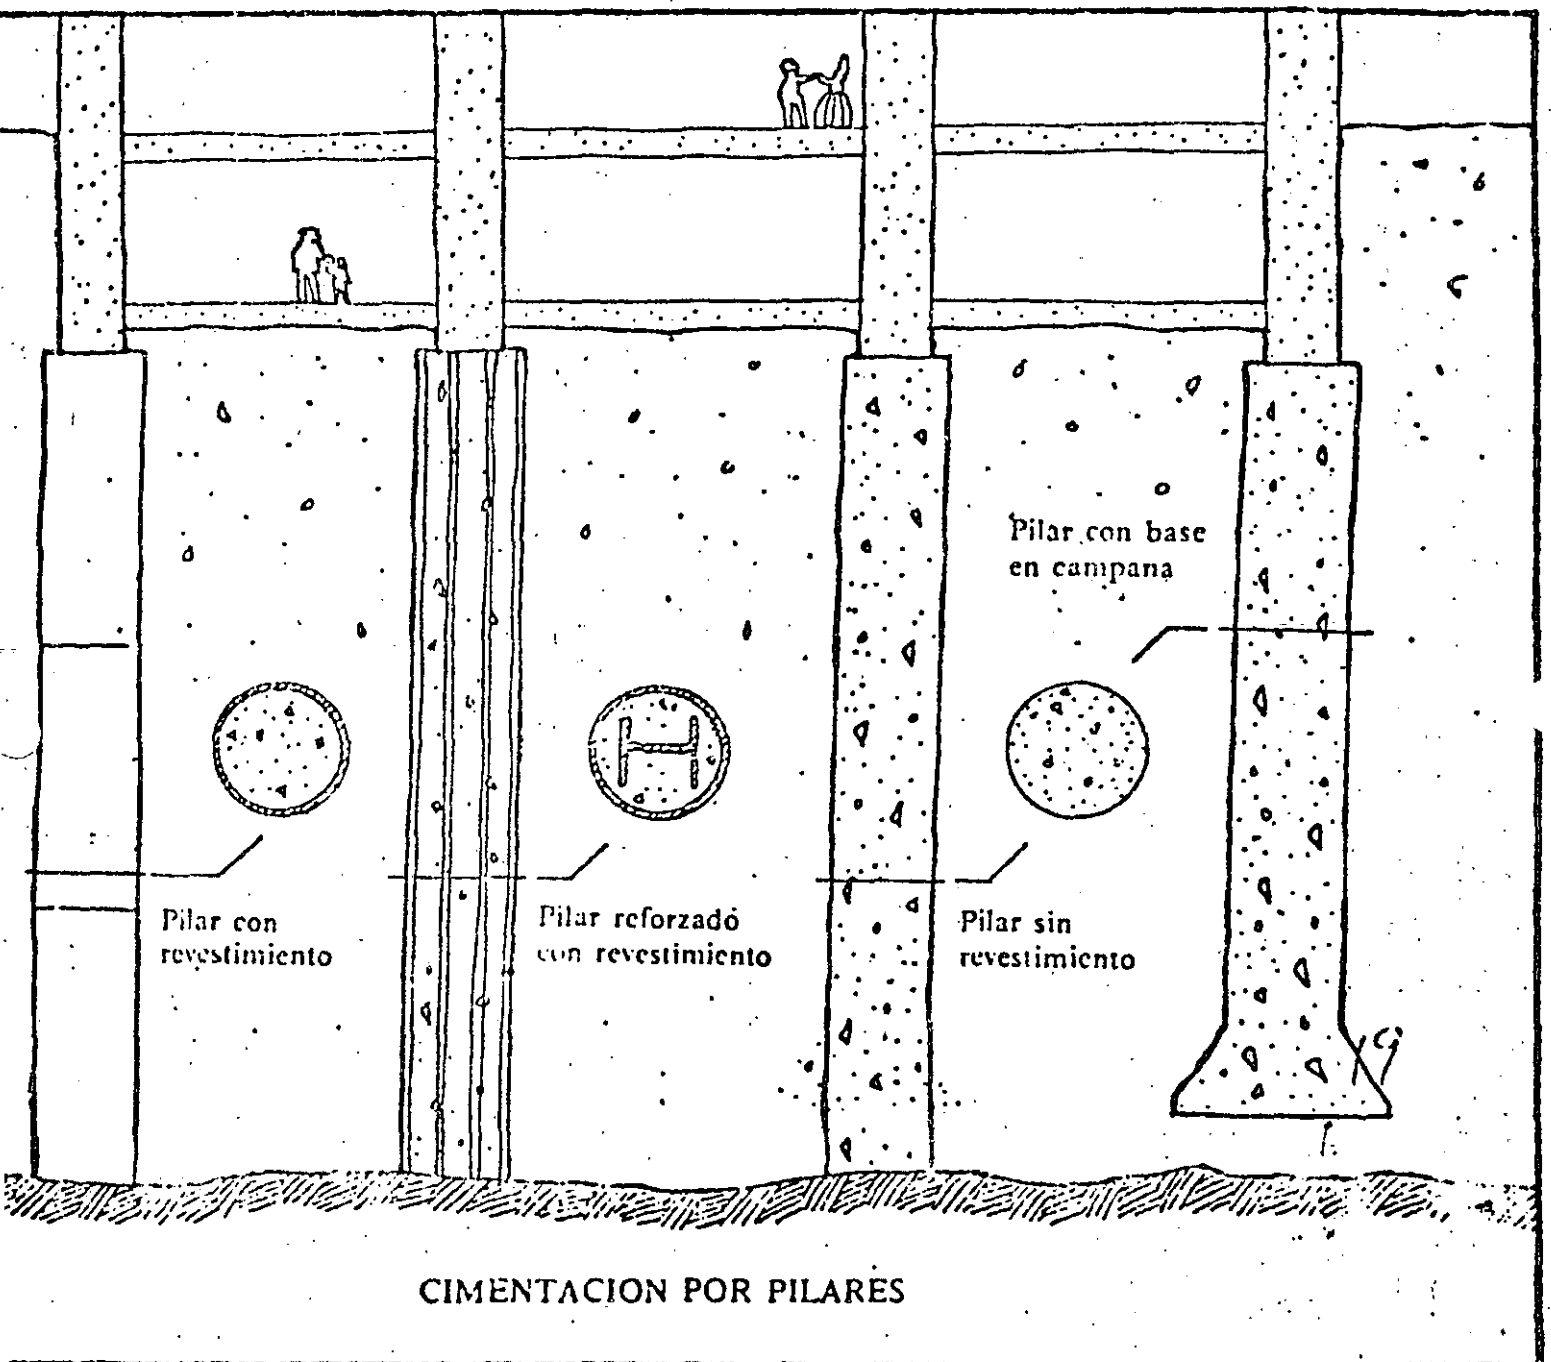 Pilar con base
en campana
Pilar con
revestimiento
Pilar reforzado
con revestimiento
Pilar sin
revestimiento
CIMENTACION POR PILARES